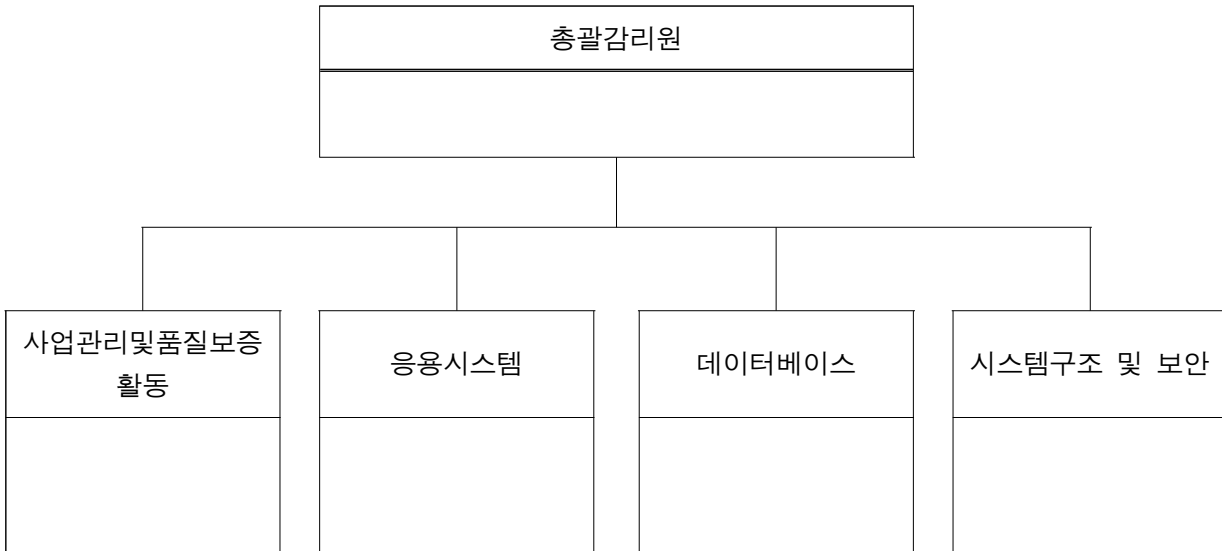 총괄감리원
사업관리및품질보증
활동
응용시스템
데이터베이스
시스템구조 및 보안